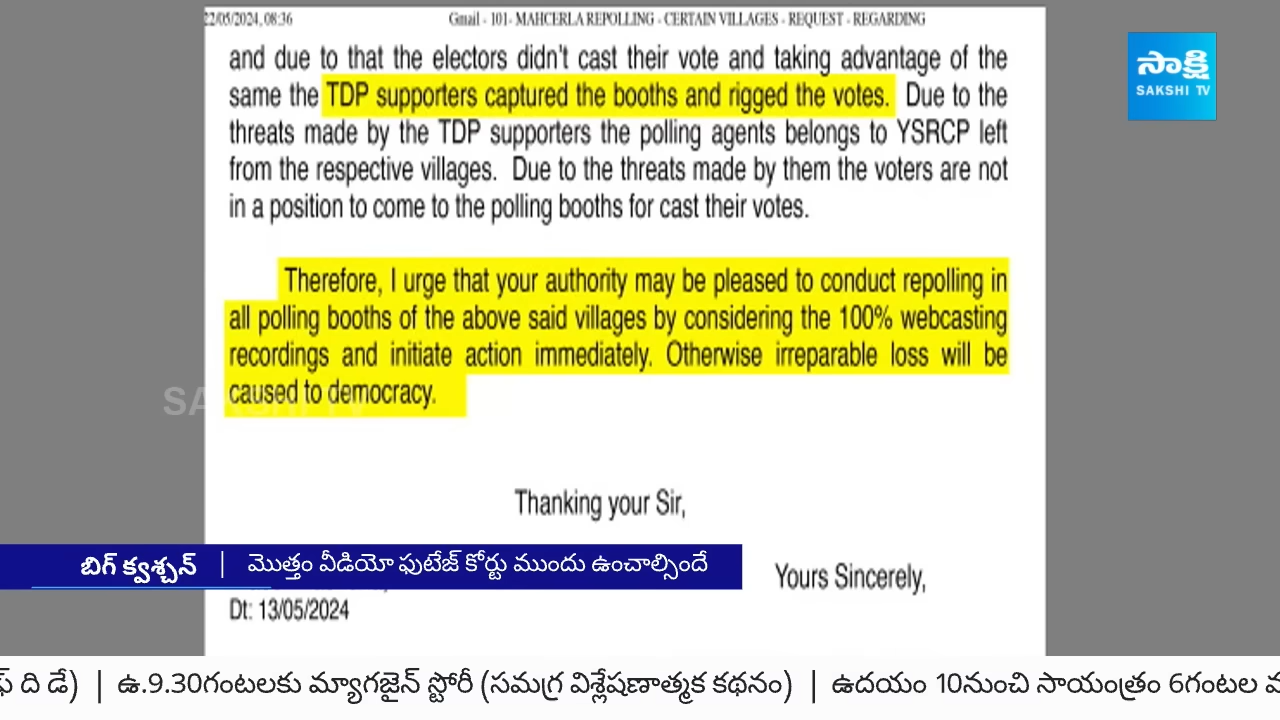 22/05/2024, 08:36 Gmail - 101- MAHCERLA REPOLLING - CERTAIN VILLAGES - REQUEST - REGARDING
and due to that the electors didn't cast their vote and taking advantage of the
same the TDP supporters captured the booths and rigged the votes. Due to the
threats made by the TDP supporters the polling agents belongs to YSRCP left
from the respective villages. Due to the threats made by them the voters are not
in a position to come to the polling booths for cast their votes.
Therefore, I urge that your authority may be pleased to conduct repolling in
all polling booths of the above said villages by considering the 100% webcasting
recordings and initiate action immediately. Otherwise irreparable loss will be
caused to democracy.
Thanking your Sir,
Yours Sincerely,
Dt: 13/05/2024
సాక్షి
SAKSHI TV
SAKSHI TV
బిగ్ క్వశ్చన్ | మొత్తం వీడియో ఫుటేజ్ కోర్టు ముందు ఉంచాల్సిందే
ఫ్ ది డే) | ఉ.9.30గంటలకు మ్యాగజైన్ స్టోరీ (సమగ్ర విశ్లేషణాత్మక కథనం) | ఉదయం 10నుంచి సాయంత్రం 6గంటల